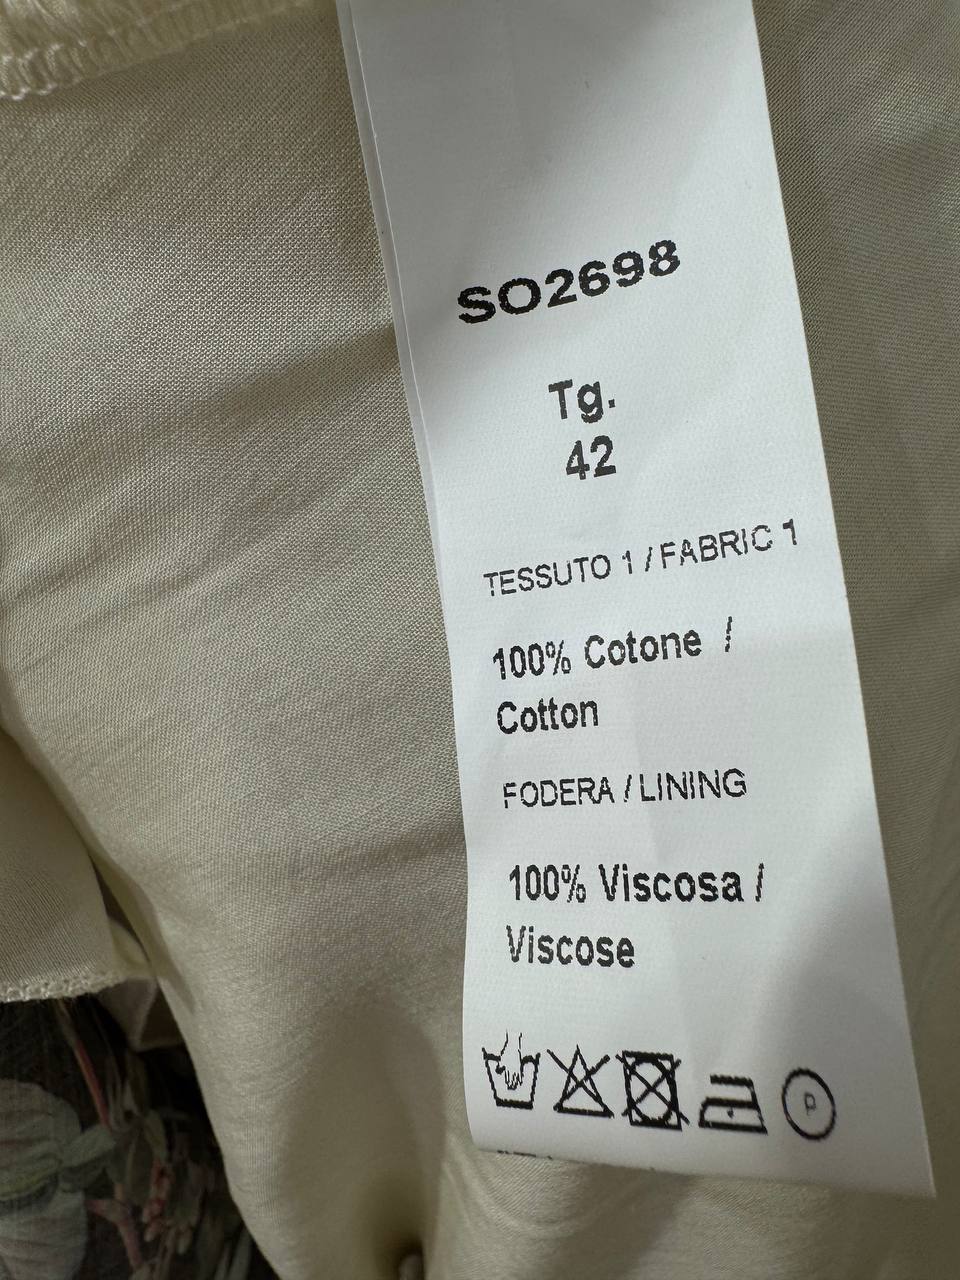 SO2698
Tg.
42
TESSUTO 1 / FABRIC 1
100% Cotone /
Cotton
FODERA / LINING
100% Viscosa /
Viscose
P